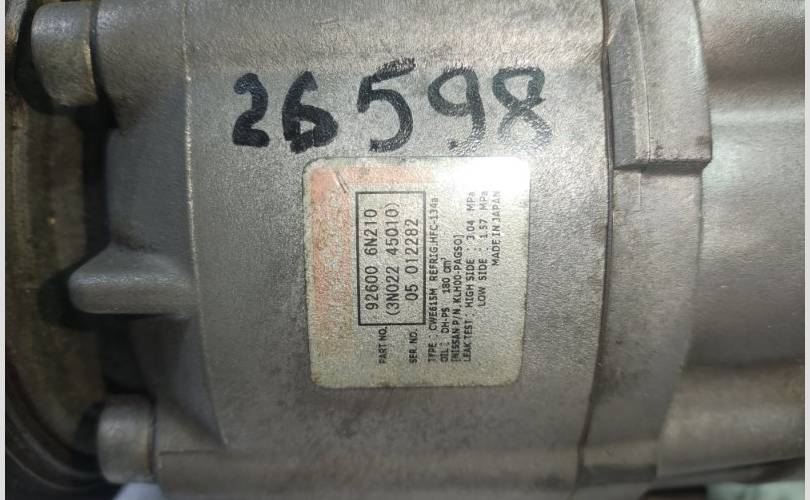 26598
PART NO. 92600 6N210
(3N022 45010)
SER. NO. 05 012282
TYPE : CWE615M REFRIG.:HFC-134a
OIL : DH-PS 180 cm³
[NISSAN P/N. KLH00-PAGS0]
LEAK TEST : HIGH SIDE : 3.04 MPa
LOW SIDE : 1.57 MPa
MADE IN JAPAN